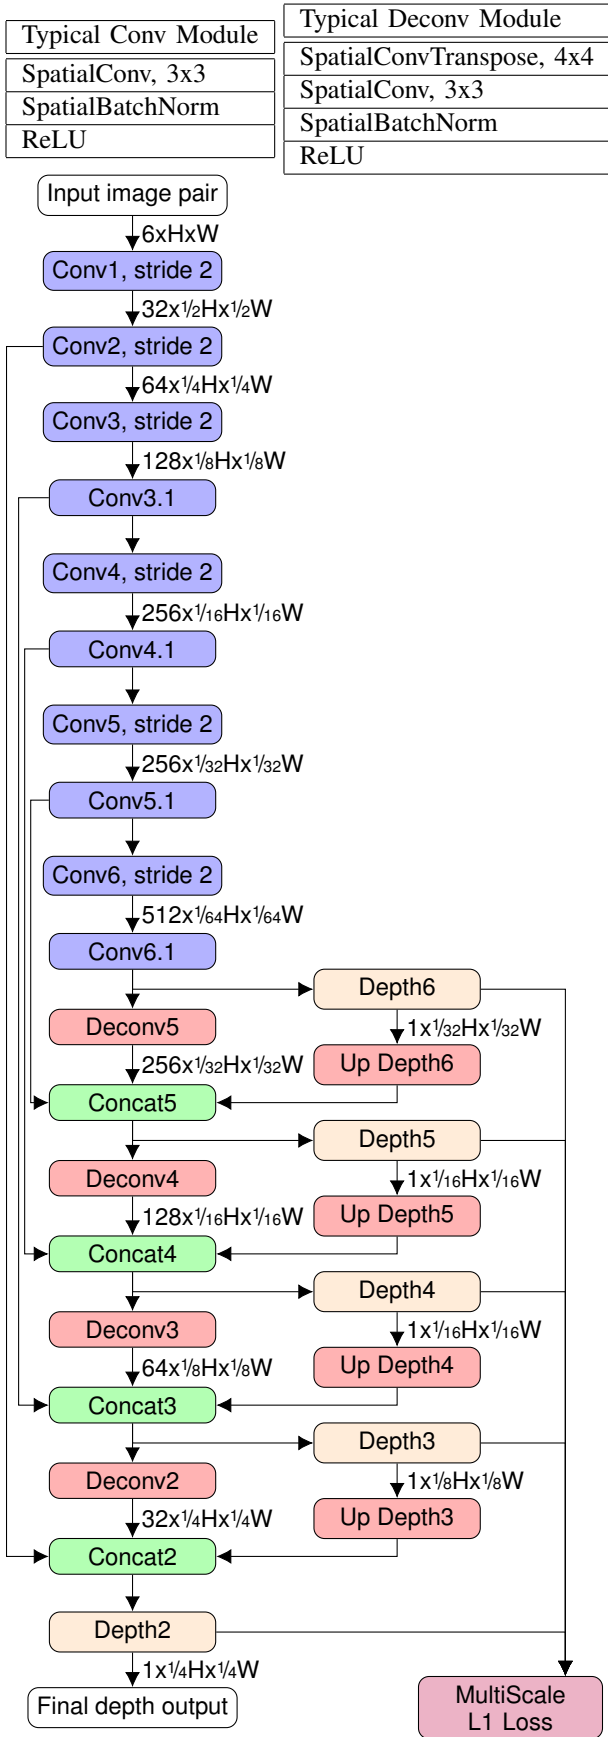 Typical Conv Module
SpatialConv, 3x3
SpatialBatchNorm
ReLU
Typical Deconv Module
SpatialConvTranspose, 4x4
SpatialConv, 3x3
SpatialBatchNorm
ReLU
Input image pair
6xHxW
Conv1, stride 2
32x1/2Hx1/2W
Conv2, stride 2
64x1/4Hx1/4W
Conv3, stride 2
128x1/8Hx1/8W
Conv3.1
Conv4, stride 2
256x1/16Hx1/16W
Conv4.1
Conv5, stride 2
256x1/32Hx1/32W
Conv5.1
Conv6, stride 2
512x1/64Hx1/64W
Conv6.1
Depth6
Deconv5
1x1/32Hx1/32W
256x1/32Hx1/32W
Up Depth6
Concat5
Depth5
Deconv4
1x1/16Hx1/16W
128x1/16Hx1/16W
Up Depth5
Concat4
Depth4
Deconv3
1x1/16Hx1/16W
64x1/8Hx1/8W
Up Depth4
Concat3
Depth3
Deconv2
1x1/8Hx1/8W
32x1/4Hx1/4W
Up Depth3
Concat2
Depth2
1x1/4Hx1/4W
Final depth output
MultiScale
L1 Loss